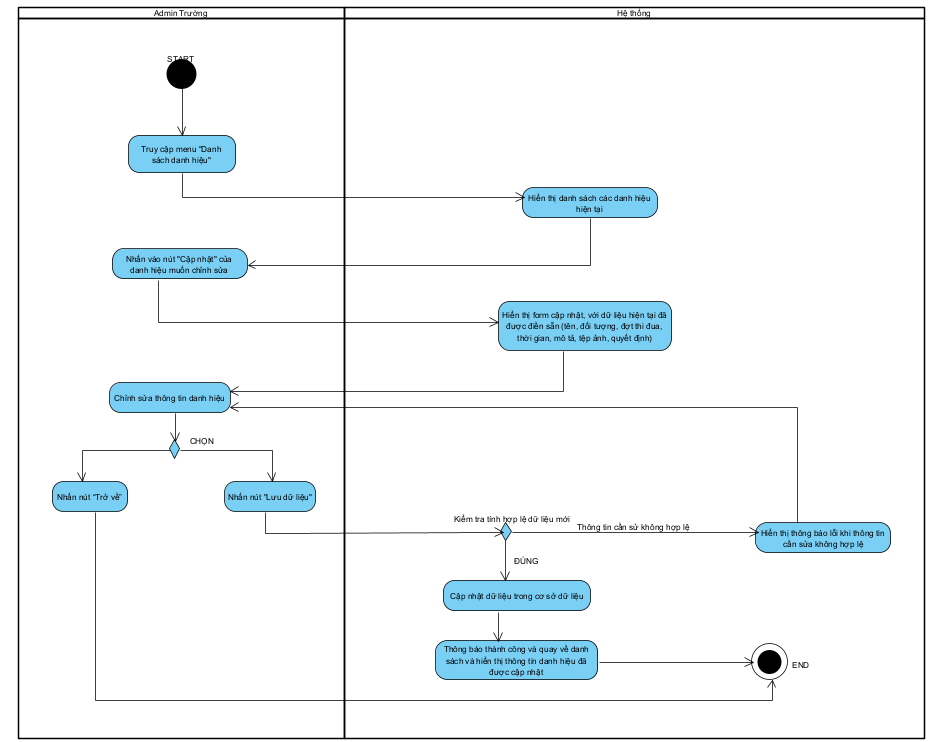 Admin Trường
Hệ thống
START
Truy cập menu "Danh
sách danh hiệu"
Hiển thị danh sách các danh hiệu
hiện tại
Nhấn vào nút "Cập nhật" của
danh hiệu muốn chỉnh sửa
Hiển thị form cập nhật, với dữ liệu hiện tại đã
được điền sẵn (tên, đối tượng, đợt thi đua,
thời gian, mô tả, tệp ảnh, quyết định)
Chỉnh sửa thông tin danh hiệu
CHỌN
Nhấn nút "Trở về"
Nhấn nút "Lưu dữ liệu"
Kiểm tra tính hợp lệ dữ liệu mới
Thông tin cần sử không hợp lệ
Hiển thị thông báo lỗi khi thông tin
cần sửa không hợp lệ
ĐÚNG
Cập nhật dữ liệu trong cơ sở dữ liệu
Thông báo thành công và quay về danh
sách và hiển thị thông tin danh hiệu đã
được cập nhật
END